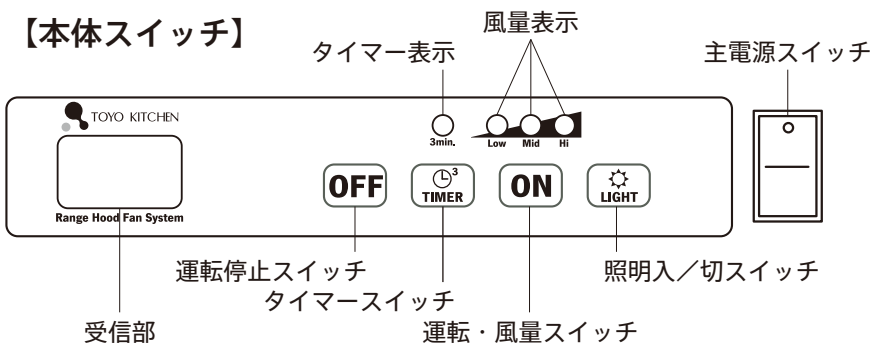 【本体スイッチ】
風量表示
タイマー表示
主電源スイッチ
TOYO KITCHEN
3min.
Low Mid Hi
OFF
3
TIMER
ON
LIGHT
Range Hood Fan System
運転停止スイッチ
照明入／切スイッチ
タイマースイッチ
受信部
運転・風量スイッチ